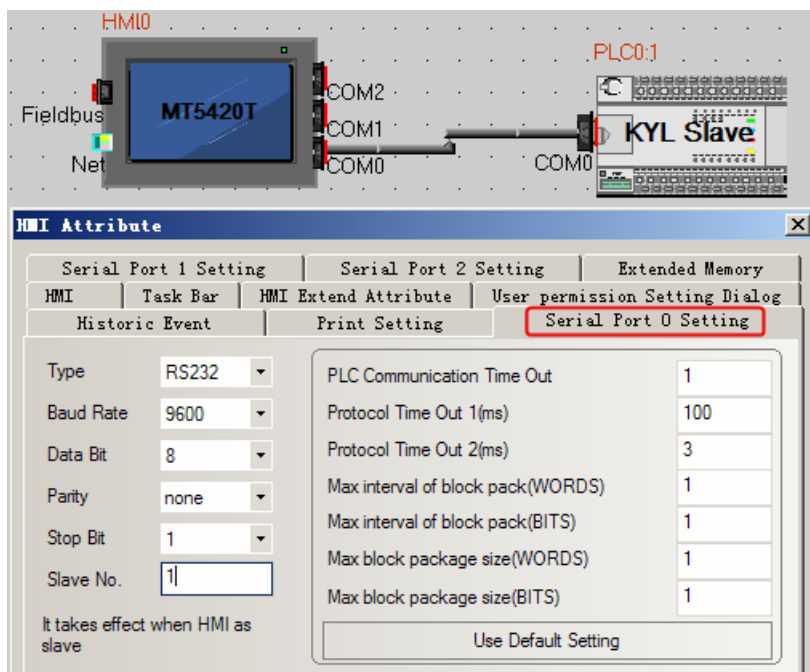 HMI0
PLC0:1
COM2
Fieldbus
MT5420T
COM1
KYL Slave
Net
COM0
COM0
HMI Attribute
Serial Port 1 Setting
Serial Port 2 Setting
Extended Memory
HMI
Task Bar
HMI Extend Attribute
User permission Setting Dialog
Historic Event
Print Setting
Serial Port 0 Setting
Type RS232
Baud Rate 9600
Data Bit 8
Parity none
Stop Bit 1
Slave No. 1
It takes effect when HMI as
slave
PLC Communication Time Out 1
Protocol Time Out 1(ms) 100
Protocol Time Out 2(ms) 3
Max interval of block pack(WORDS) 1
Max interval of block pack(BITS) 1
Max block package size(WORDS) 1
Max block package size(BITS) 1
Use Default Setting